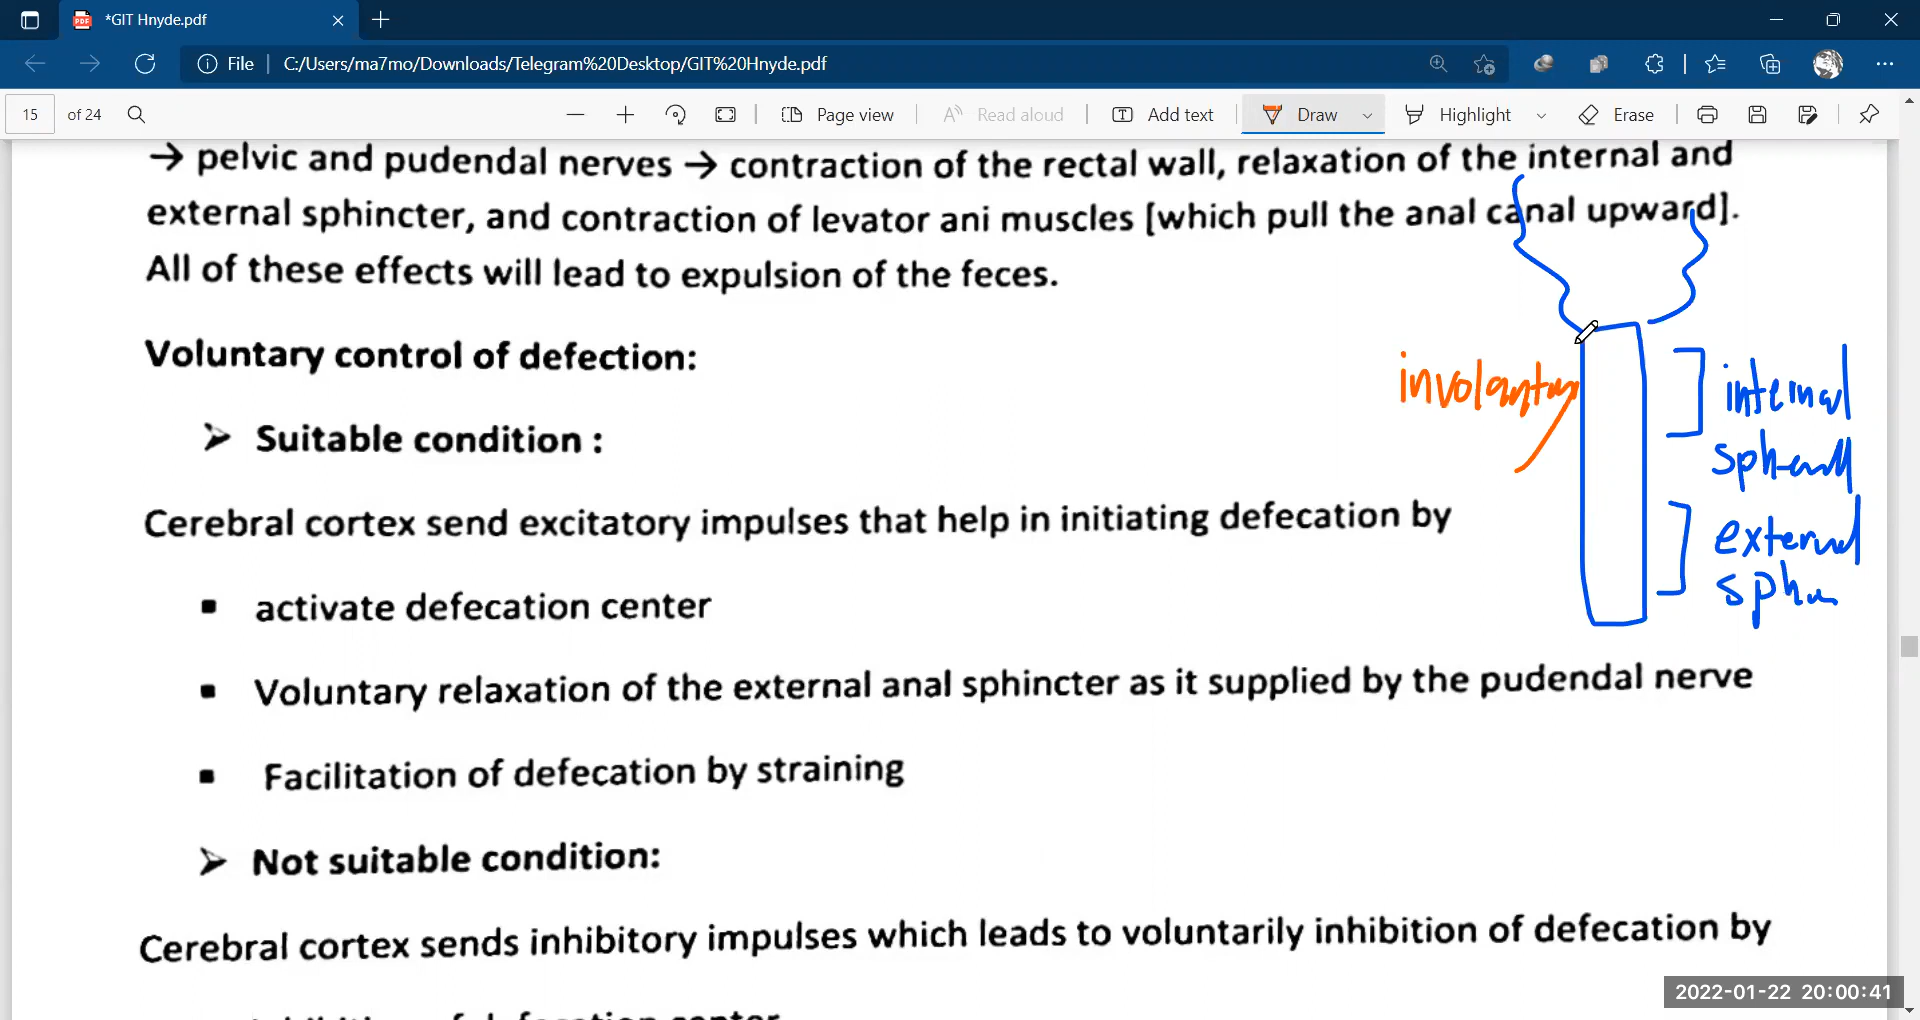 *GIT Hnyde.pdf
File C:/Users/ma7mo/Downloads/Telegram%20Desktop/GIT%20Hnyde.pdf
15 of 24 Page view Read aloud Add text Draw Highlight Erase
→ pelvic and pudendal nerves → contraction of the rectal wall, relaxation of the internal and
external sphincter, and contraction of levator ani muscles [which pull the anal canal upward].
All of these effects will lead to expulsion of the feces.
Voluntary control of defection:
➢ Suitable condition :
involantary
internal
Cerebral cortex send excitatory impulses that help in initiating defecation by
external
▪ activate defecation center
▪ Voluntary relaxation of the external anal sphincter as it supplied by the pudendal nerve
▪ Facilitation of defecation by straining
➢ Not suitable condition:
Cerebral cortex sends inhibitory impulses which leads to voluntarily inhibition of defecation by
2022-01-22 20:00:41